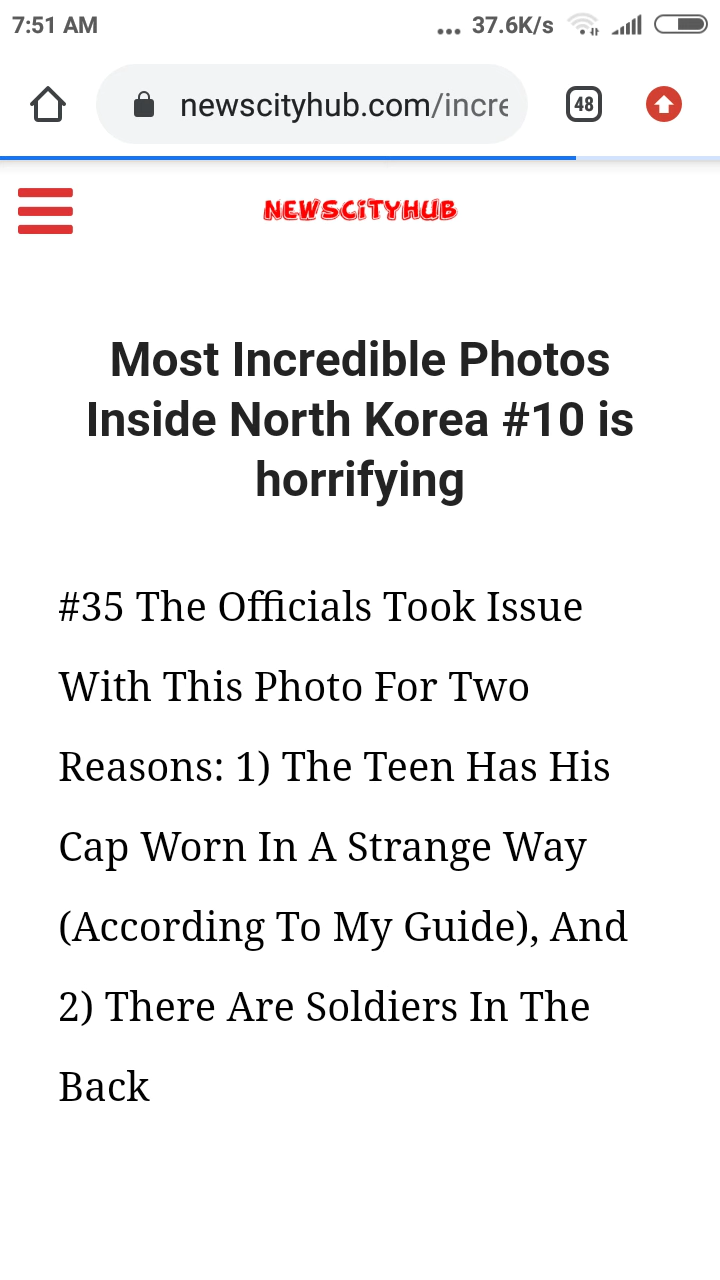 7:51 AM
... 37.6K/s
newscityhub.com/incre
48
NEWSCiTYHUB
Most Incredible Photos
Inside North Korea #10 is
horrifying
#35 The Officials Took Issue
With This Photo For Two
Reasons: 1) The Teen Has His
Cap Worn In A Strange Way
(According To My Guide), And
2) There Are Soldiers In The
Back